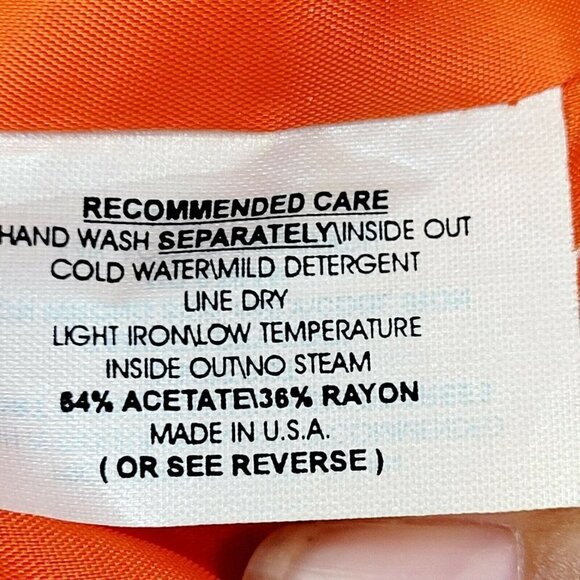 RECOMMENDED CARE
HAND WASH SEPARATELY\INSIDE OUT
COLD WATER\MILD DETERGENT
LINE DRY
LIGHT IRON\LOW TEMPERATURE
INSIDE OUT\NO STEAM
64% ACETATE\36% RAYON
MADE IN U.S.A.
( OR SEE REVERSE )